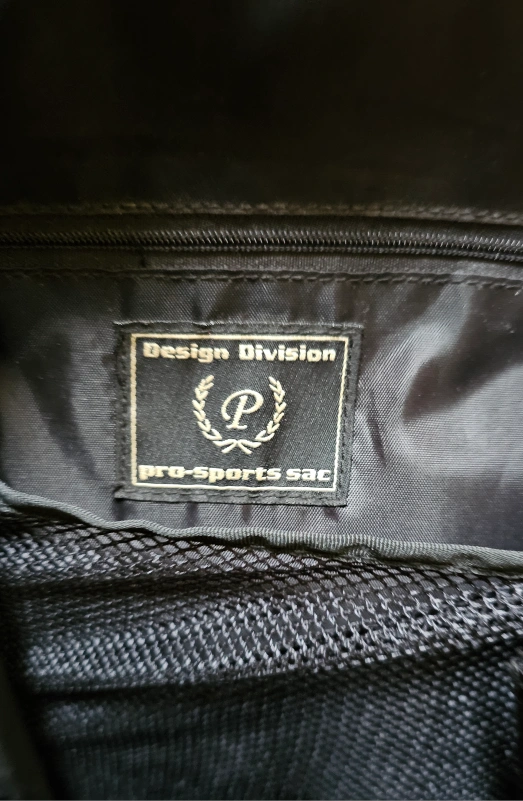 Design Division
P
pro-sports sac